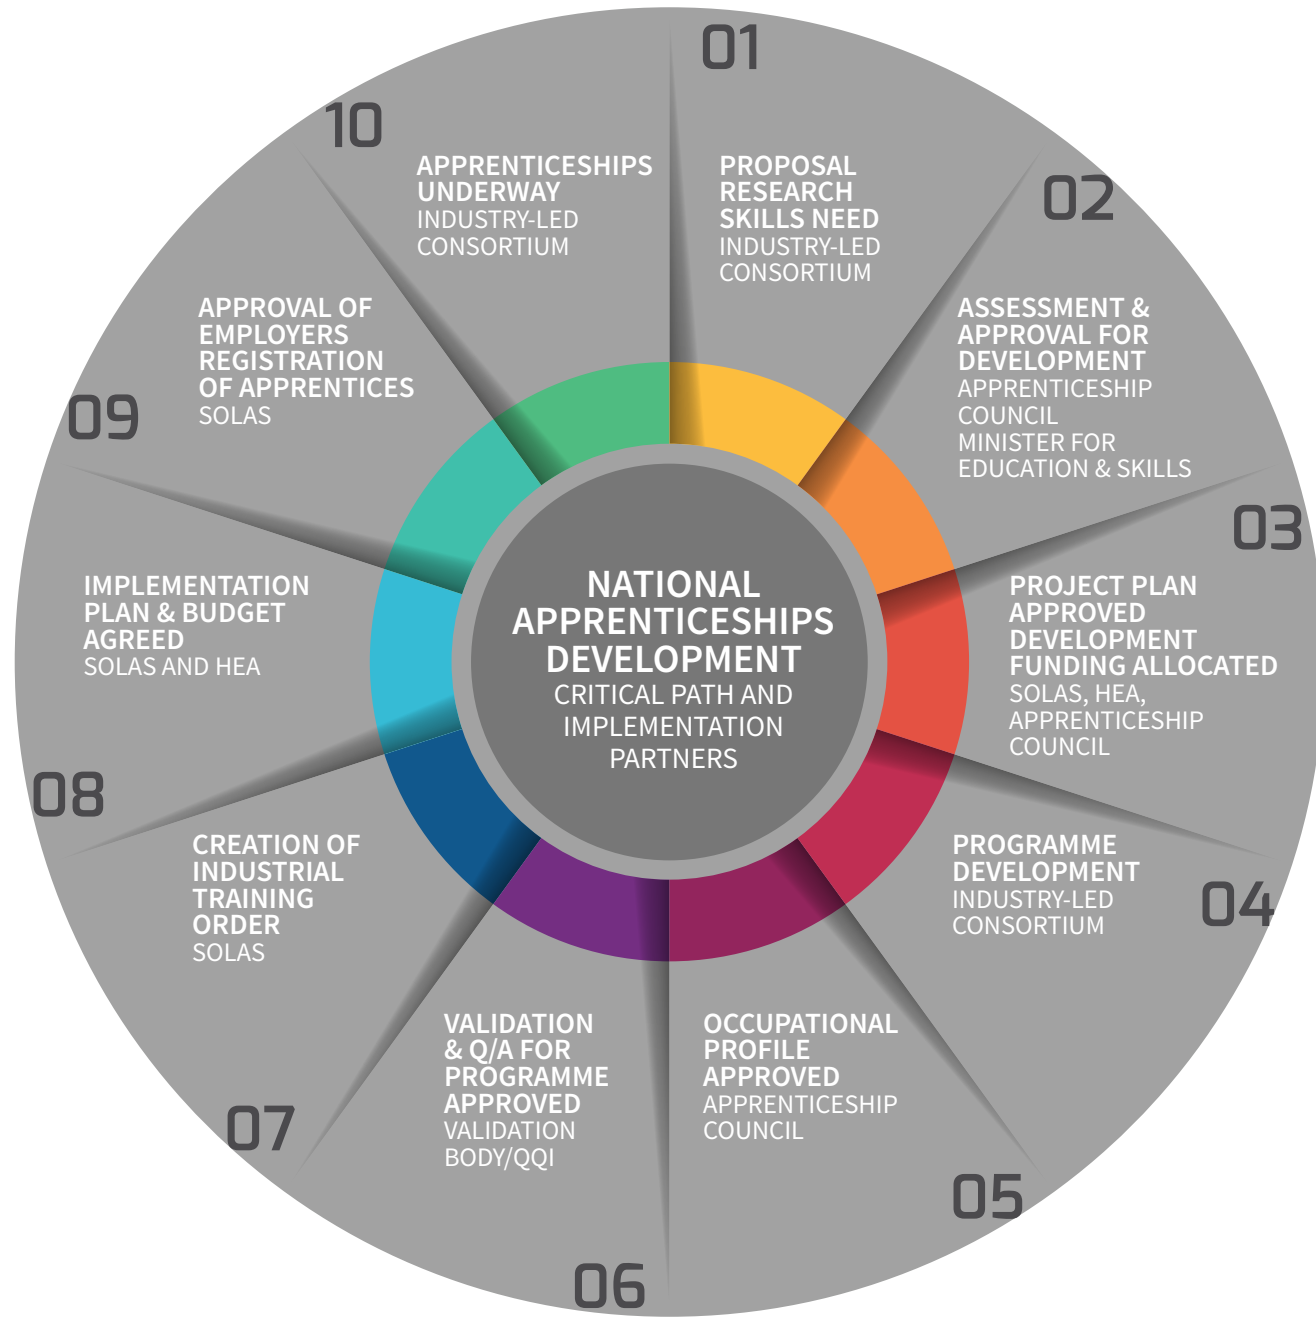 NATIONAL
APPRENTICESHIPS
DEVELOPMENT
CRITICAL PATH AND
IMPLEMENTATION
PARTNERS
01
PROPOSAL
RESEARCH
SKILLS NEED
INDUSTRY-LED
CONSORTIUM
02
ASSESSMENT &
APPROVAL FOR
DEVELOPMENT
APPRENTICESHIP
COUNCIL
MINISTER FOR
EDUCATION & SKILLS
03
PROJECT PLAN
APPROVED
DEVELOPMENT
FUNDING ALLOCATED
SOLAS, HEA,
APPRENTICESHIP
COUNCIL
04
PROGRAMME
DEVELOPMENT
INDUSTRY-LED
CONSORTIUM
05
OCCUPATIONAL
PROFILE
APPROVED
APPRENTICESHIP
COUNCIL
06
VALIDATION
& Q/A FOR
PROGRAMME
APPROVED
VALIDATION
BODY/QQI
07
CREATION OF
INDUSTRIAL
TRAINING
ORDER
SOLAS
08
IMPLEMENTATION
PLAN & BUDGET
AGREED
SOLAS AND HEA
09
APPROVAL OF
EMPLOYERS
REGISTRATION
OF APPRENTICES
SOLAS
10
APPRENTICESHIPS
UNDERWAY
INDUSTRY-LED
CONSORTIUM